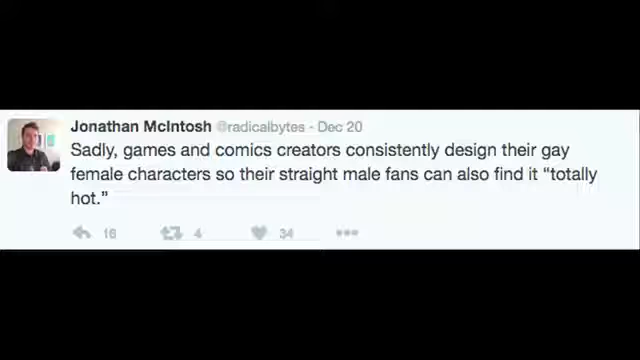 Jonathan McIntosh @radicalbytes - Dec 20
Sadly, games and comics creators consistently design their gay
female characters so their straight male fans can also find it “totally
hot.”
16 4 34